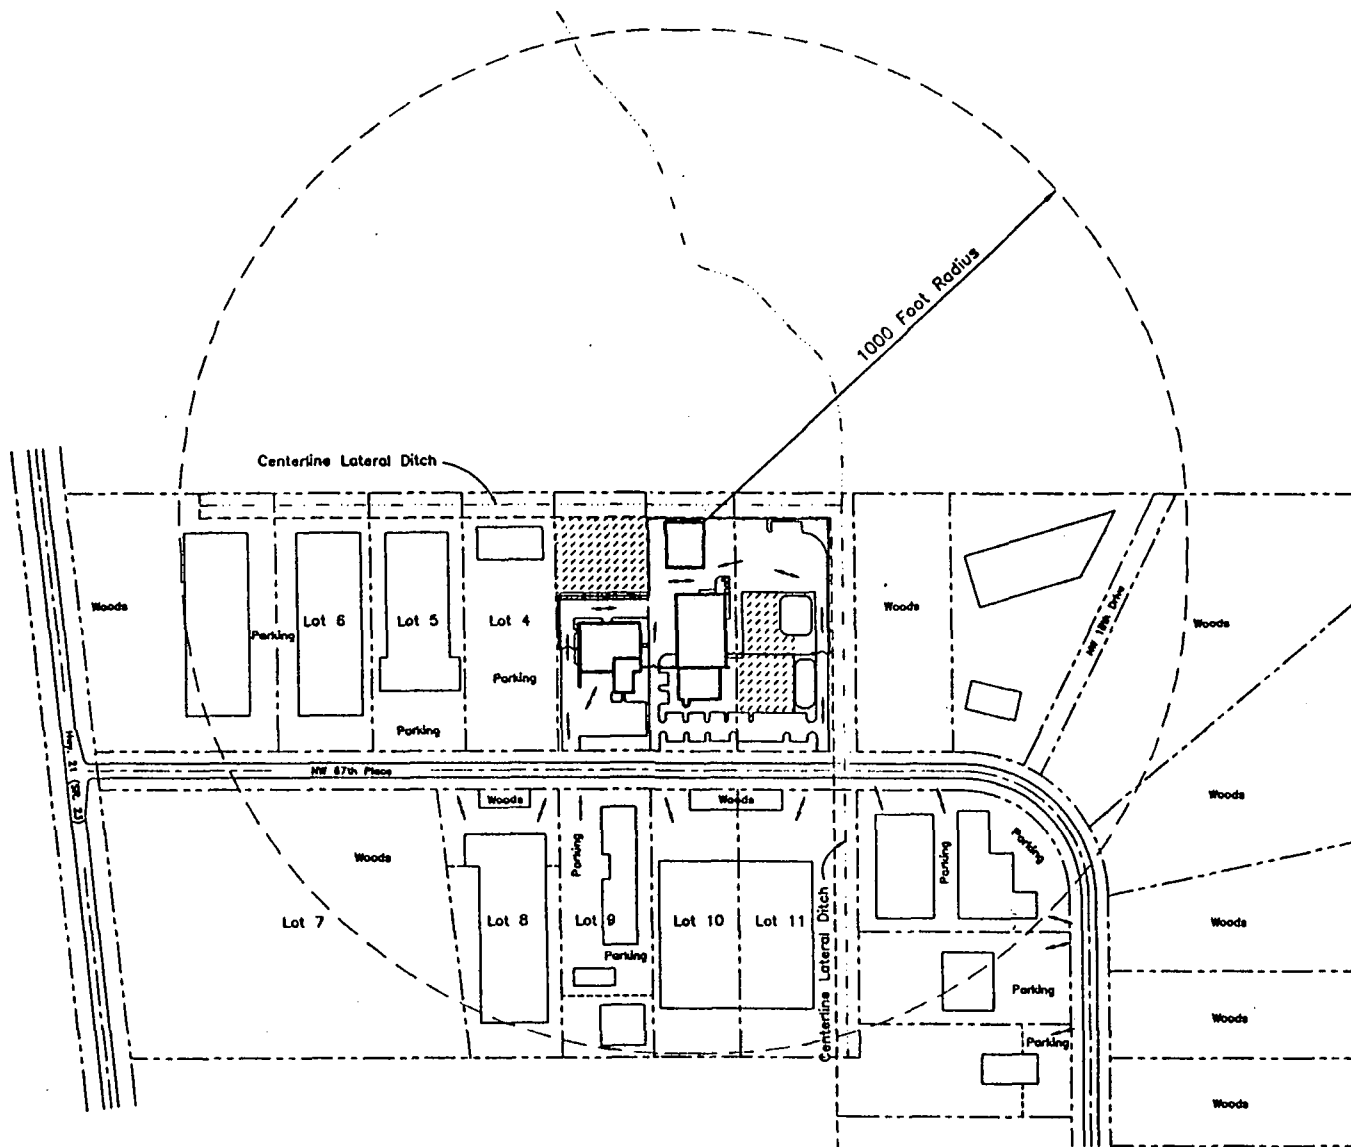 1000 Foot Radius
Centerline Lateral Ditch
Woods
Parking
Lot 6
Lot 5
Lot 4
Parking
Parking
Woods
NW 18th Drive
Woods
NW 67th Place
Woods
Woods
Woods
Woods
Lot 7
Lot 8
Parking
Lot 9
Parking
Lot 10
Lot 11
Centerline Lateral Ditch
Parking
Parking
Woods
Parking
Woods
Parking
Woods